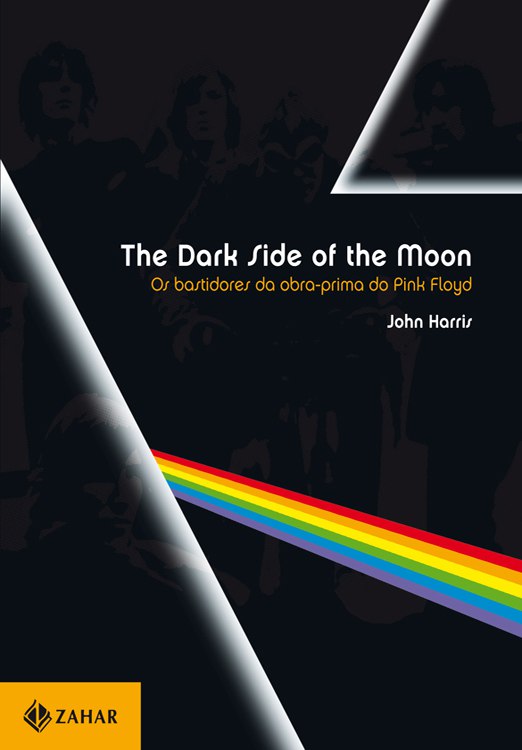 The Dark Side of the Moon
Os bastidores da obra-prima do Pink Floyd
John Harris
ZAHAR